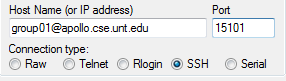 Host Name (or IP address) Port
group01@apollo.cse.unt.edu 15101
Connection type:
Raw Telnet Rlogin SSH Serial